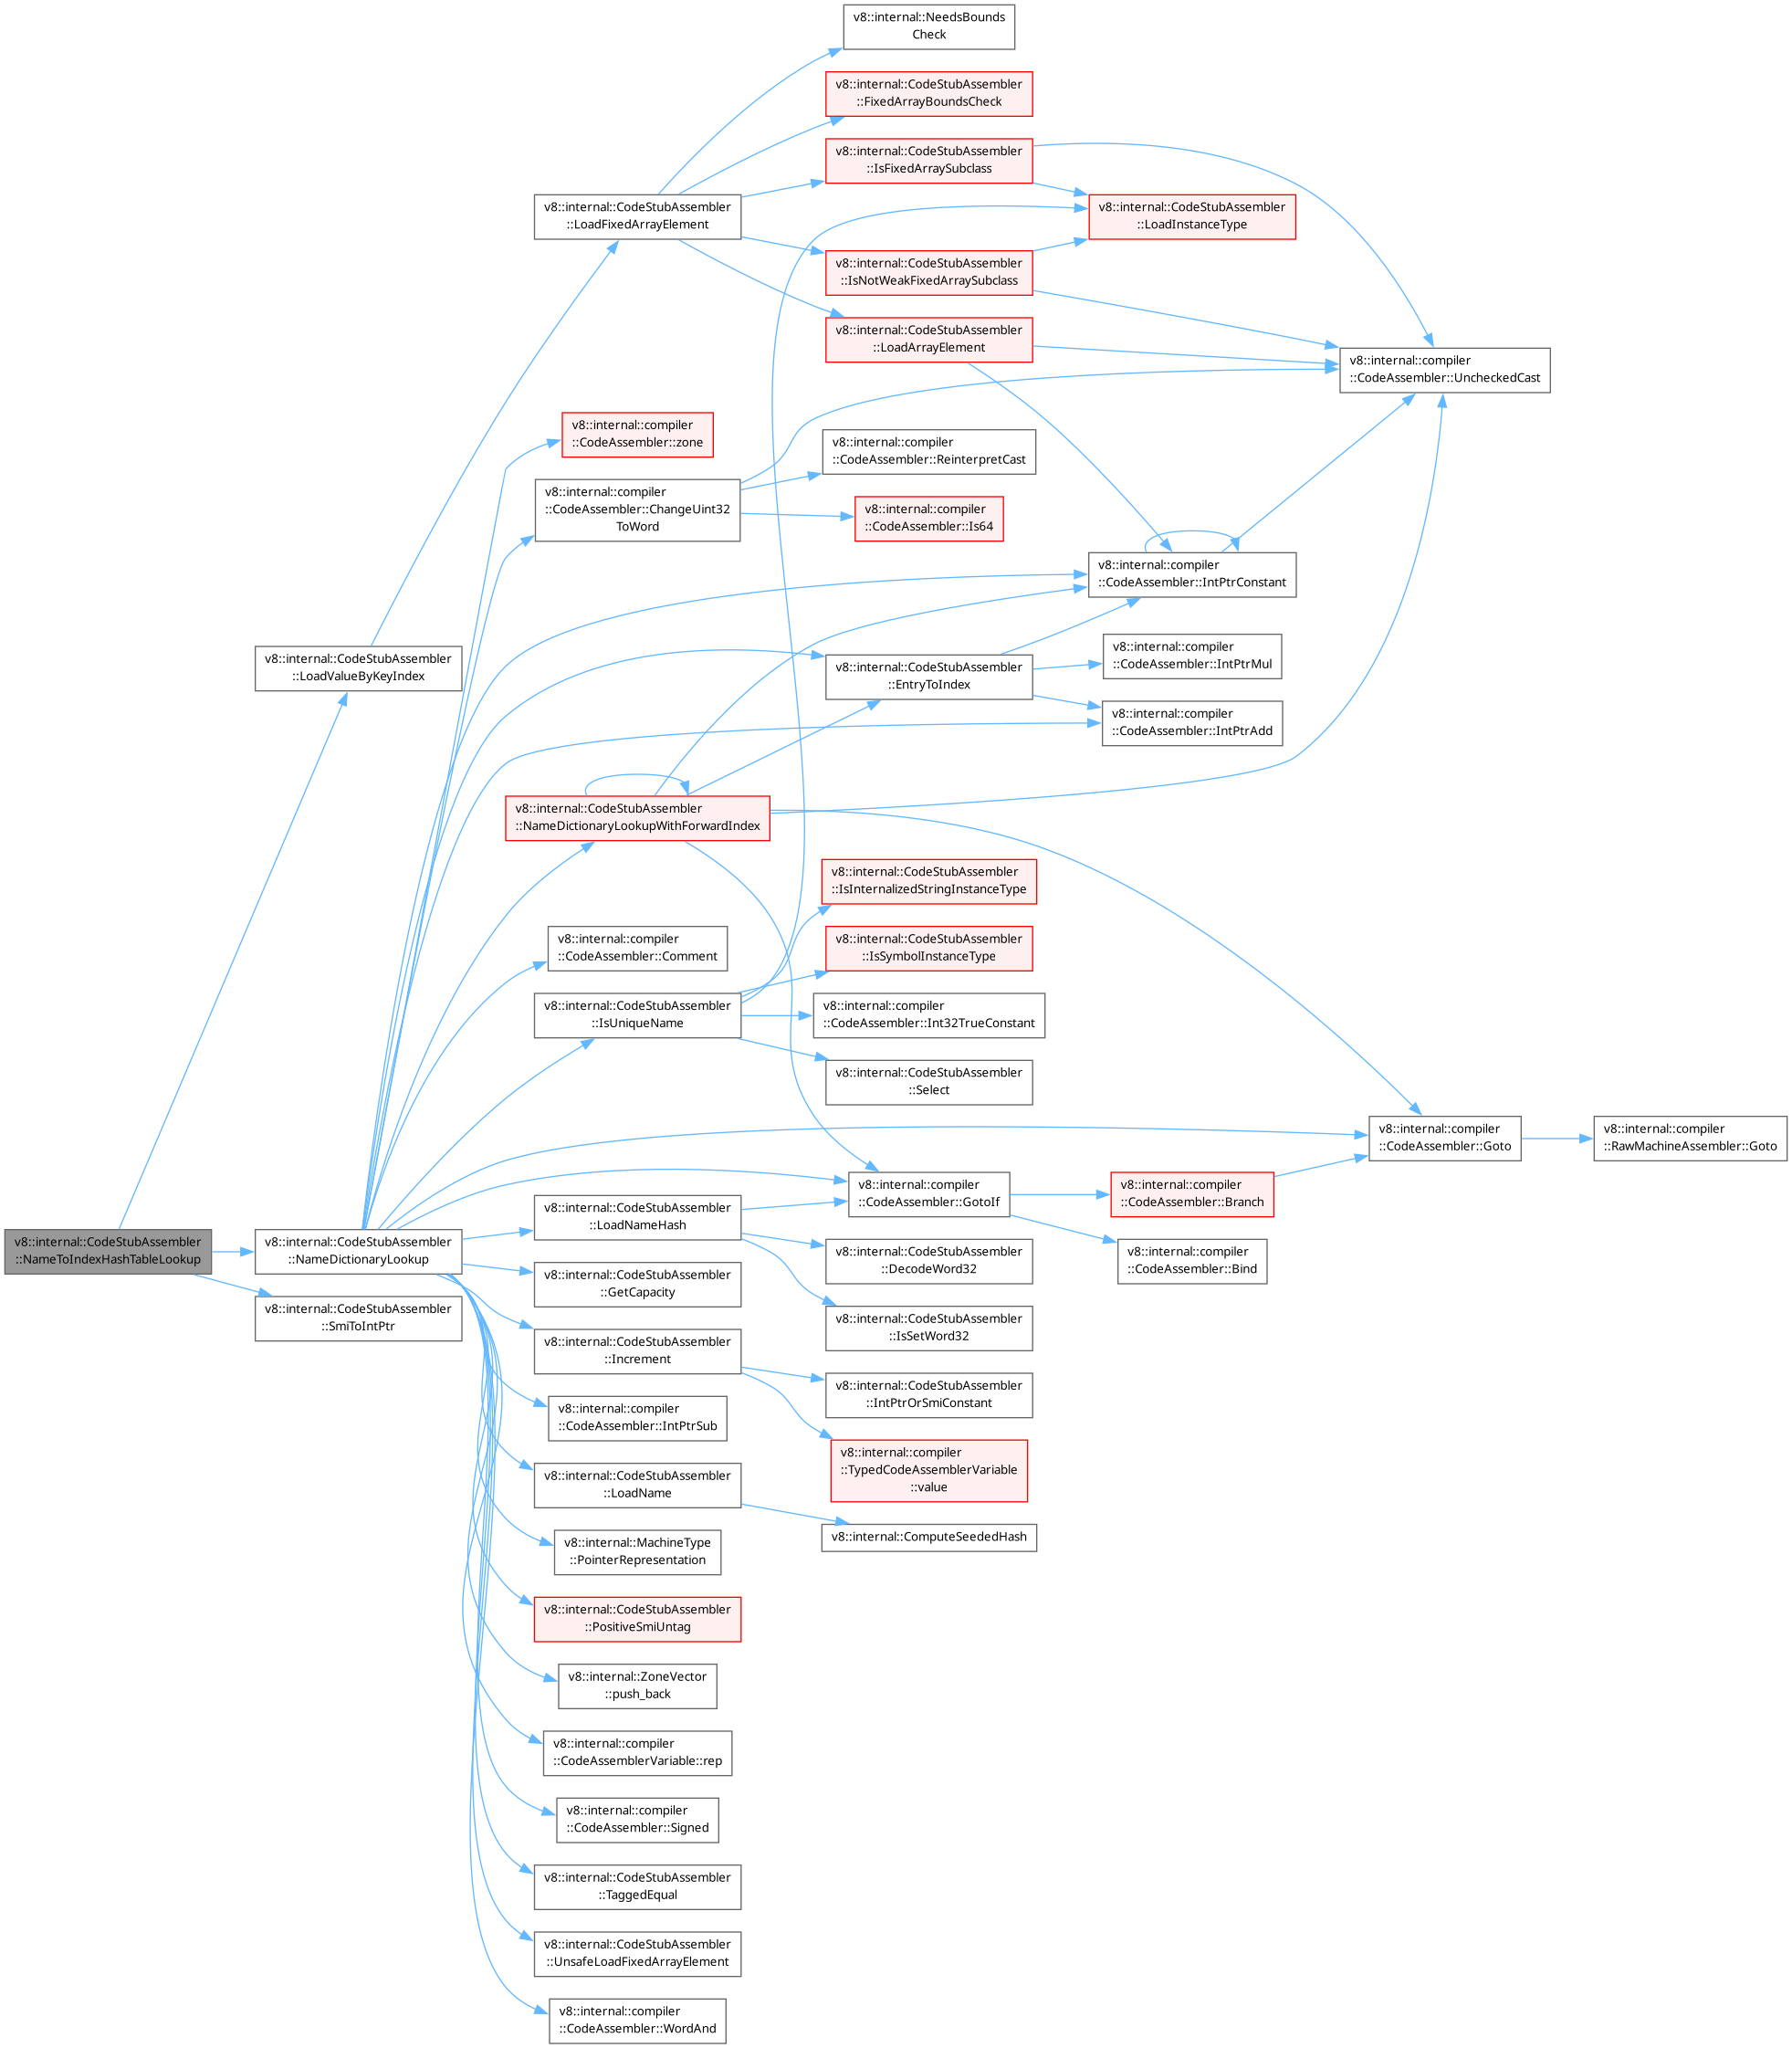 v8::internal::NeedsBounds
Check
v8::internal::CodeStubAssembler
::FixedArrayBoundsCheck
v8::internal::CodeStubAssembler
::IsFixedArraySubclass
v8::internal::CodeStubAssembler
::LoadFixedArrayElement
v8::internal::CodeStubAssembler
::LoadInstanceType
v8::internal::CodeStubAssembler
::IsNotWeakFixedArraySubclass
v8::internal::CodeStubAssembler
::LoadArrayElement
v8::internal::compiler
::CodeAssembler::UncheckedCast
v8::internal::compiler
::CodeAssembler::zone
v8::internal::compiler
::CodeAssembler::ReinterpretCast
v8::internal::compiler
::CodeAssembler::ChangeUint32
ToWord
v8::internal::compiler
::CodeAssembler::Is64
v8::internal::compiler
::CodeAssembler::IntPtrConstant
v8::internal::CodeStubAssembler
::LoadValueByKeyIndex
v8::internal::CodeStubAssembler
::EntryToIndex
v8::internal::compiler
::CodeAssembler::IntPtrMul
v8::internal::compiler
::CodeAssembler::IntPtrAdd
v8::internal::CodeStubAssembler
::NameDictionaryLookupWithForwardIndex
v8::internal::CodeStubAssembler
::IsInternalizedStringInstanceType
v8::internal::compiler
::CodeAssembler::Comment
v8::internal::CodeStubAssembler
::IsSymbolInstanceType
v8::internal::CodeStubAssembler
::IsUniqueName
v8::internal::compiler
::CodeAssembler::Int32TrueConstant
v8::internal::CodeStubAssembler
::Select
v8::internal::compiler
::CodeAssembler::Goto
v8::internal::compiler
::RawMachineAssembler::Goto
v8::internal::compiler
::CodeAssembler::GotoIf
v8::internal::compiler
::CodeAssembler::Branch
v8::internal::CodeStubAssembler
::LoadNameHash
v8::internal::CodeStubAssembler
::NameToIndexHashTableLookup
v8::internal::CodeStubAssembler
::NameDictionaryLookup
v8::internal::CodeStubAssembler
::DecodeWord32
v8::internal::compiler
::CodeAssembler::Bind
v8::internal::CodeStubAssembler
::GetCapacity
v8::internal::CodeStubAssembler
::SmiToIntPtr
v8::internal::CodeStubAssembler
::IsSetWord32
v8::internal::CodeStubAssembler
::Increment
v8::internal::CodeStubAssembler
::IntPtrOrSmiConstant
v8::internal::compiler
::CodeAssembler::IntPtrSub
v8::internal::compiler
::TypedCodeAssemblerVariable
::value
v8::internal::CodeStubAssembler
::LoadName
v8::internal::ComputeSeededHash
v8::internal::MachineType
::PointerRepresentation
v8::internal::CodeStubAssembler
::PositiveSmiUntag
v8::internal::ZoneVector
::push_back
v8::internal::compiler
::CodeAssemblerVariable::rep
v8::internal::compiler
::CodeAssembler::Signed
v8::internal::CodeStubAssembler
::TaggedEqual
v8::internal::CodeStubAssembler
::UnsafeLoadFixedArrayElement
v8::internal::compiler
::CodeAssembler::WordAnd